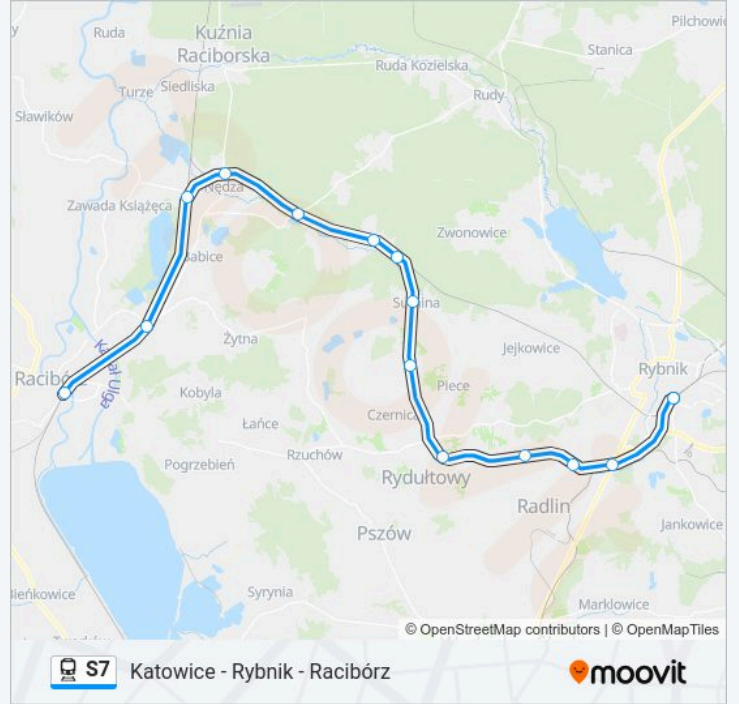 Pilchowi
Ruda
Kuźnia
Raciborska
Stanica
Ruda Kozielska
Turze
Siedliska
Rudy
Sławików
Nędza
Zawada Książęca
Zwonowice
Babice
Sumina
Żytna
Jejkowice
Kanał Ulga
Rybnik
Racibórz
Piece
Kobyla
Czernica
Łańce
Rzuchów
Pogrzebień
Rydułtowy
Radlin
Jankowice
Pszów
Syrynia
Bieńkowice
Marklowice
© OpenStreetMap contributors | © OpenMapTiles
S7 Katowice - Rybnik - Racibórz
moovit